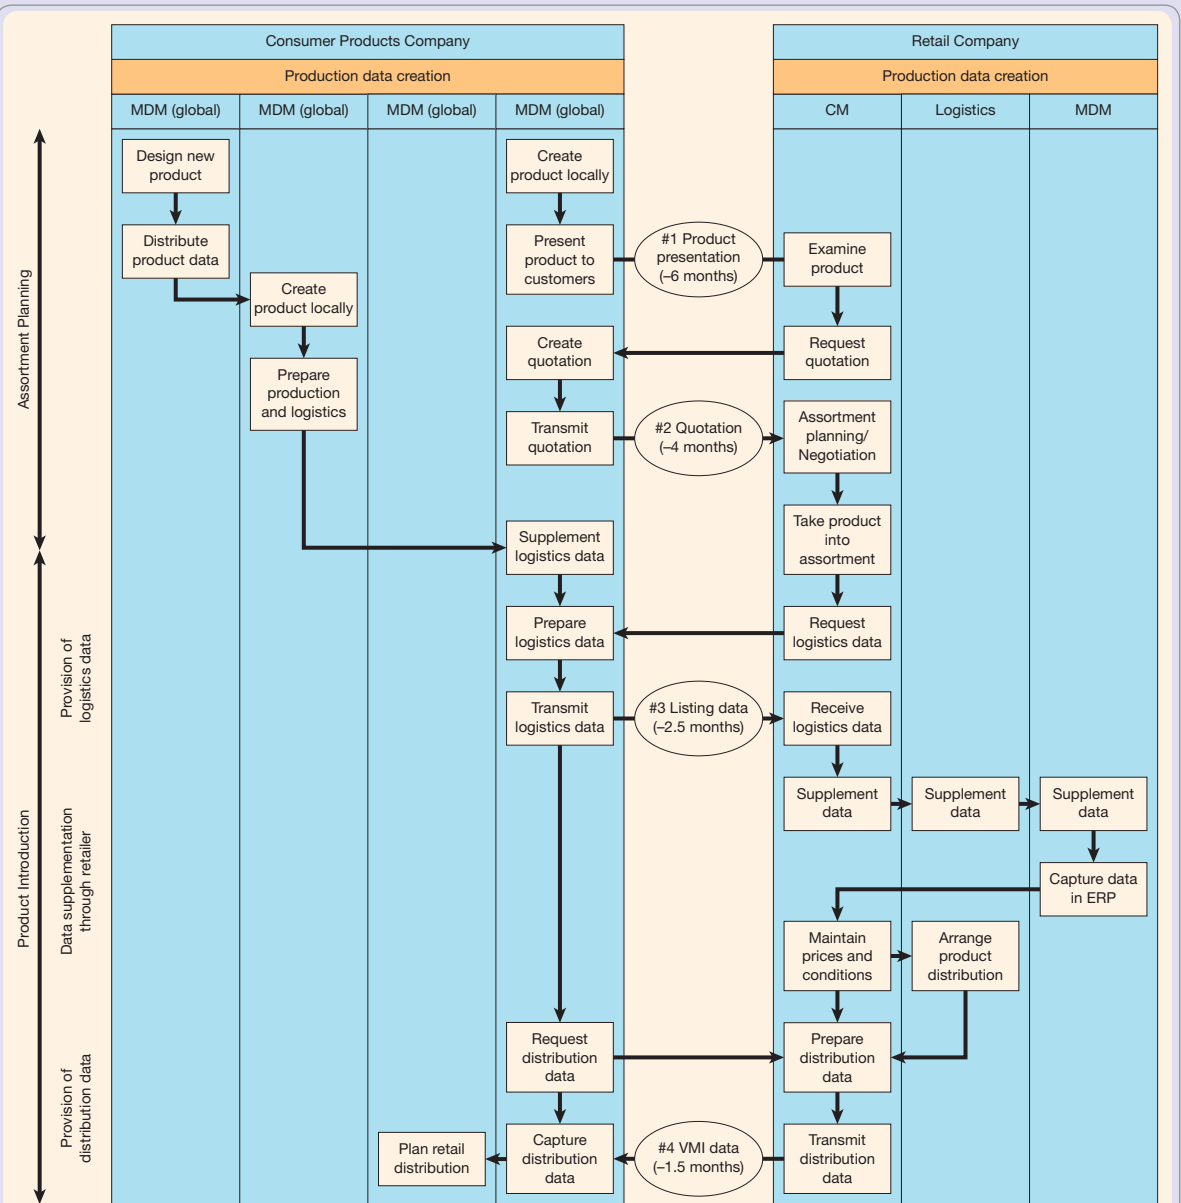 Consumer Products Company
Retail Company
Production data creation
Production data creation
MDM (global)
MDM (global)
MDM (global)
MDM (global)
CM
Logistics
MDM
Assortment Planning
Design new
product
Create
product locally
Distribute
product data
Present
product to
customers
#1 Product
presentation
(–6 months)
Examine
product
Create
product locally
Create
quotation
Request
quotation
Prepare
production
and logistics
Transmit
quotation
#2 Quotation
(–4 months)
Assortment
planning/
Negotiation
Supplement
logistics data
Take product
into
assortment
Product Introduction
Provision of
logistics data
Prepare
logistics data
Request
logistics data
Transmit
logistics data
#3 Listing data
(–2.5 months)
Receive
logistics data
Data supplementation
through retailer
Supplement
data
Supplement
data
Supplement
data
Capture data
in ERP
Maintain
prices and
conditions
Arrange
product
distribution
Provision of
distribution data
Request
distribution
data
Prepare
distribution
data
Plan retail
distribution
Capture
distribution
data
#4 VMI data
(–1.5 months)
Transmit
distribution
data